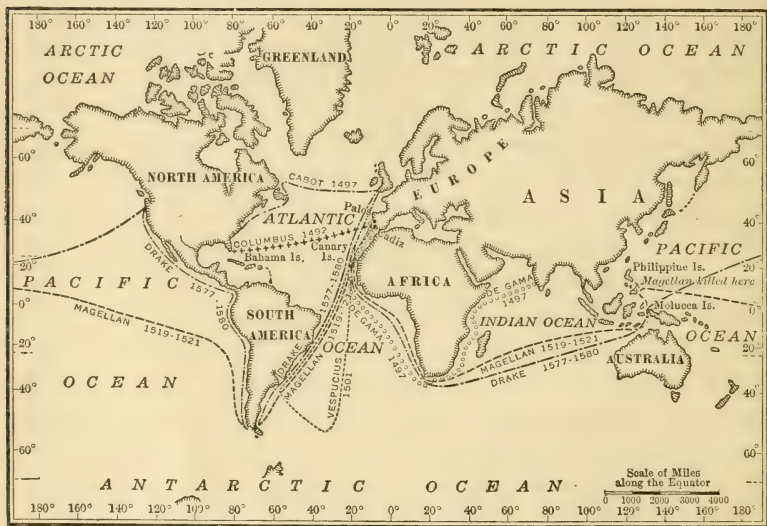 180° 140° 120° 100° 80° 60° 40° 20° 0° 20° 40° 60° 80° 100° 120° 140° 180°
ARCTIC OCEAN
GREENLAND
ARCTIC OCEAN
60°
60°
NORTH AMERICA
CABOT 1497
EUROPE
ASIA
40°
ATLANTIC
Palos
Cadiz
40°
COLUMBUS 1492
Bahama Is.
Canary Is.
PACIFIC
20°
20°
DRAKE 1577-1580
AFRICA
DE GAMA 1497
Philippine Is.
Magellan killed here
PACIFIC
SOUTH AMERICA
1577-1580
1519-1521
DE GAMA 1497
INDIAN OCEAN
Molucca Is.
0°
0°
MAGELLAN 1519-1521
OCEAN
OCEAN
20°
20°
DRAKE
MAGELLAN
VESPUCIUS 1501
MAGELLAN 1519-1521
DRAKE 1577-1580
AUSTRALIA
OCEAN
40°
40°
60°
60°
Scale of Miles
along the Equator
0 1000 2000 3000 4000
ANTARCTIC OCEAN
180° 140° 120° 100° 80° 60° 40° 20° 0° 20° 40° 60° 80° 100° 120° 140° 180°